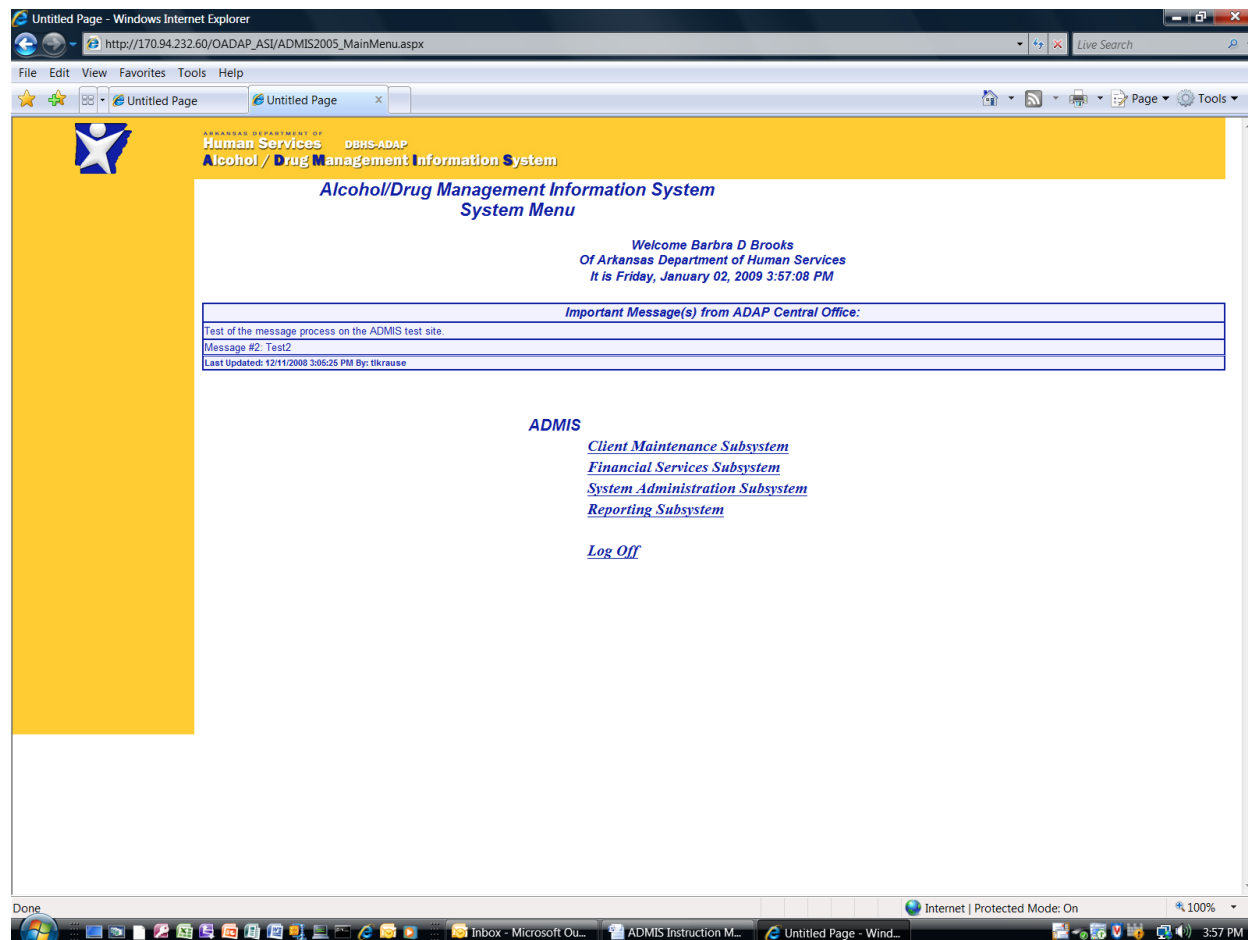 Untitled Page - Windows Internet Explorer
http://170.94.232.60/OADAP_ASI/ADMIS2005_MainMenu.aspx
Live Search
File Edit View Favorites Tools Help
Untitled Page
Untitled Page
Page
Tools
ARKANSAS DEPARTMENT OF
Human Services DBHS-ADAP
Alcohol / Drug Management Information System
Alcohol/Drug Management Information System
System Menu
Welcome Barbra D Brooks
Of Arkansas Department of Human Services
It is Friday, January 02, 2009 3:57:08 PM
Important Message(s) from ADAP Central Office:
Test of the message process on the ADMIS test site.
Message #2: Test2
Last Updated: 12/11/2008 3:05:25 PM By: tlkrause
ADMIS
Client Maintenance Subsystem
Financial Services Subsystem
System Administration Subsystem
Reporting Subsystem
Log Off
Done
Internet | Protected Mode: On
100%
Inbox - Microsoft Ou...
ADMIS Instruction M...
Untitled Page - Wind...
3:57 PM